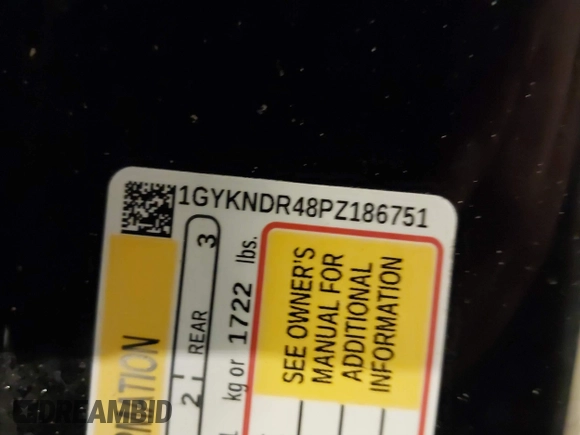 1GYKNDR48PZ186751
3
2
REAR
kg or 1722 lbs.
SEE OWNER'S
MANUAL FOR
ADDITIONAL
INFORMATION
DREAMBID